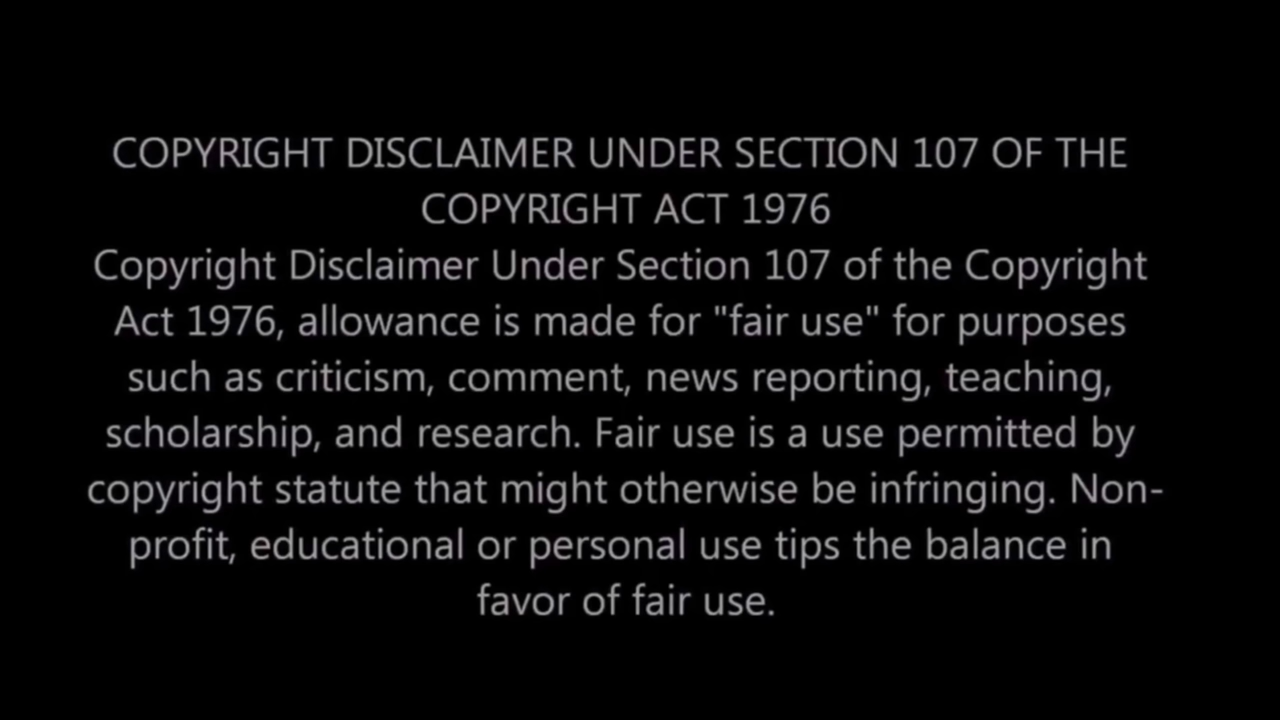 COPYRIGHT DISCLAIMER UNDER SECTION 107 OF THE
COPYRIGHT ACT 1976
Copyright Disclaimer Under Section 107 of the Copyright
Act 1976, allowance is made for "fair use" for purposes
such as criticism, comment, news reporting, teaching,
scholarship, and research. Fair use is a use permitted by
copyright statute that might otherwise be infringing. Non-
profit, educational or personal use tips the balance in
favor of fair use.